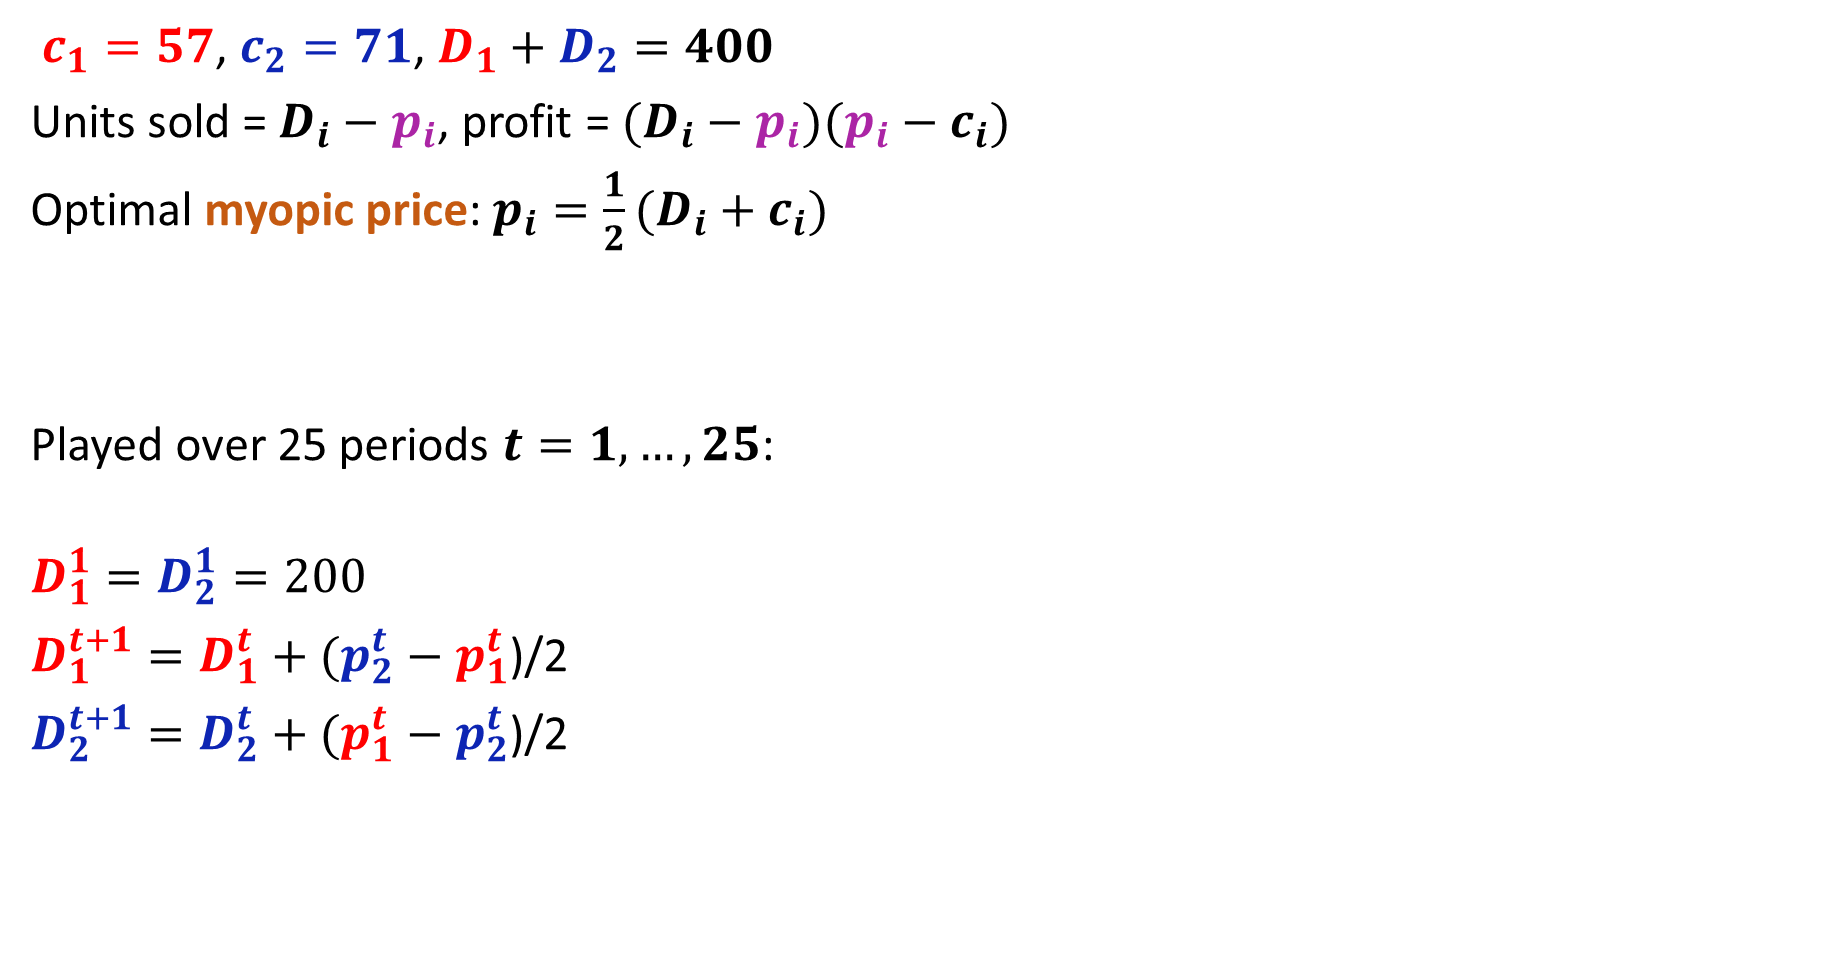 c₁ = 57, c₂ = 71, D₁ + D₂ = 400
Units sold = Dᵢ − pᵢ, profit = (Dᵢ − pᵢ)(pᵢ − cᵢ)
Optimal myopic price: pᵢ = 1/2 (Dᵢ + cᵢ)
Played over 25 periods t = 1, … , 25:
D₁¹ = D₂¹ = 200
D₁ᵗ⁺¹ = D₁ᵗ + (p₂ᵗ − p₁ᵗ)/2
D₂ᵗ⁺¹ = D₂ᵗ + (p₁ᵗ − p₂ᵗ)/2